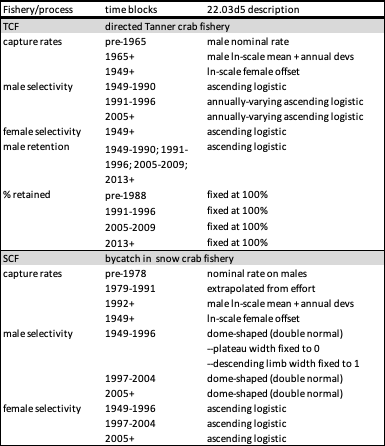 Fishery/process time blocks 22.03d5 description
TCF directed Tanner crab fishery
capture rates pre-1965 male nominal rate
1965+ male ln-scale mean + annual devs
1949+ ln-scale female offset
male selectivity 1949-1990 ascending logistic
1991-1996 annually-varying ascending logistic
2005+ annually-varying ascending logistic
female selectivity 1949+ ascending logistic
male retention 1949-1990; 1991- ascending logistic
1996; 2005-2009;
2013+
% retained pre-1988 fixed at 100%
1991-1996 fixed at 100%
2005-2009 fixed at 100%
2013+ fixed at 100%
SCF bycatch in snow crab fishery
capture rates pre-1978 nominal rate on males
1979-1991 extrapolated from effort
1992+ male ln-scale mean + annual devs
1949+ ln-scale female offset
male selectivity 1949-1996 dome-shaped (double normal)
--plateau width fixed to 0
--descending limb width fixed to 1
1997-2004 dome-shaped (double normal)
2005+ dome-shaped (double normal)
female selectivity 1949-1996 ascending logistic
1997-2004 ascending logistic
2005+ ascending logistic